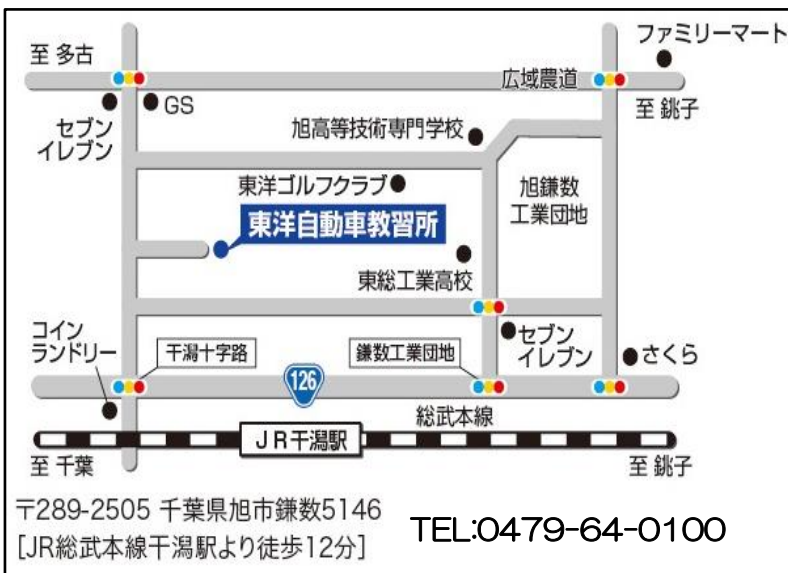 ファミリーマート
至 多古
広域農道
GS
至 銚子
セブン
イレブン
旭高等技術専門学校
東洋ゴルフクラブ
旭鎌数
工業団地
東洋自動車教習所
東総工業高校
コイン
ランドリー
干潟十字路
鎌数工業団地
セブン
イレブン
さくら
126
総武本線
JR干潟駅
至 千葉
至 銚子
〒289-2505 千葉県旭市鎌数5146
TEL:0479-64-0100
[JR総武本線干潟駅より徒歩12分]